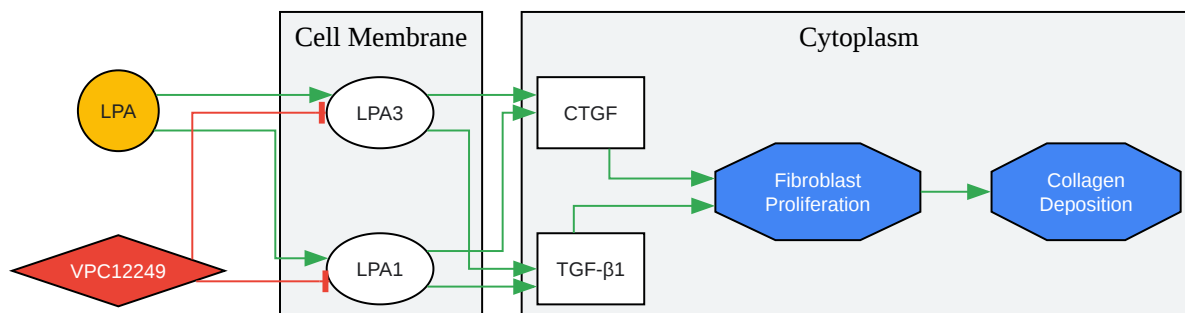 Cell Membrane
Cytoplasm
LPA
LPA3
CTGF
Fibroblast
Proliferation
Collagen
Deposition
VPC12249
LPA1
TGF-β1